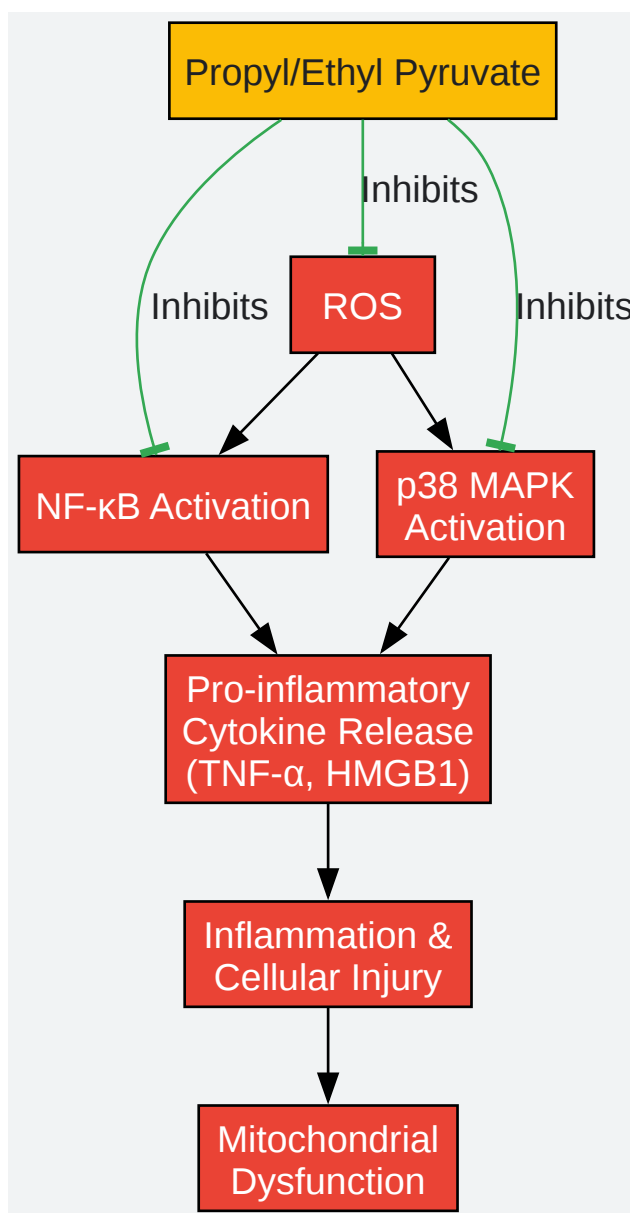 Propyl/Ethyl Pyruvate
Inhibits
ROS
Inhibits
Inhibits
NF-κB Activation
p38 MAPK
Activation
Pro-inflammatory
Cytokine Release
(TNF-α, HMGB1)
Inflammation &
Cellular Injury
Mitochondrial
Dysfunction